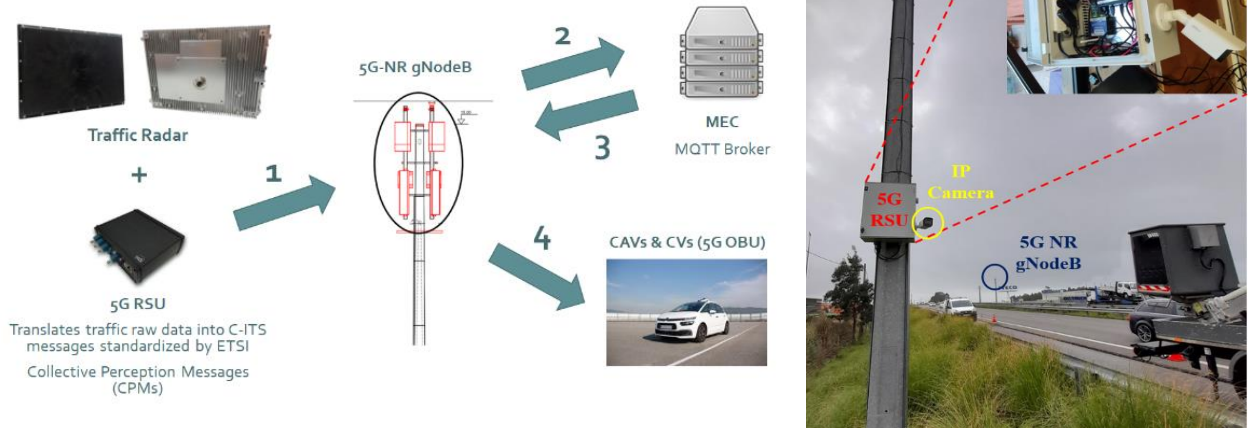 Traffic Radar
+
5G RSU
Translates traffic raw data into C-ITS
messages standardized by ETSI
Collective Perception Messages
(CPMs)
1
5G-NR gNodeB
2
3
MEC
MQTT Broker
4
CAVs & CVs (5G OBU)
5G
RSU
IP
Camera
5G NR
gNodeB